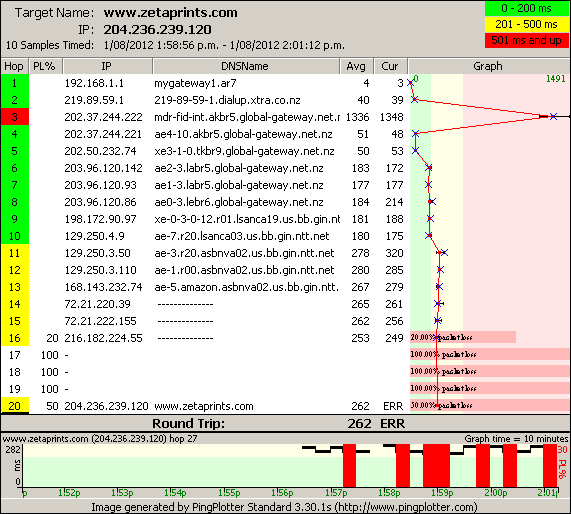 Target Name: www.zetaprints.com
IP: 204.236.239.120
10 Samples Timed: 1/08/2012 1:58:56 p.m. - 1/08/2012 2:01:12 p.m.
0 - 200 ms
201 - 500 ms
501 ms and up
Hop PL% IP DNSName Avg Cur Graph
0 1491
1 192.168.1.1 mygateway1.ar7 4 3
2 219.89.59.1 219-89-59-1.dialup.xtra.co.nz 40 39
3 202.37.244.222 mdr-fid-int.akbr5.global-gateway.net.r 1336 1348
4 202.37.244.221 ae4-10.akbr5.global-gateway.net.nz 51 48
5 202.50.232.74 xe3-1-0.tkbr9.global-gateway.net.nz 50 53
6 203.96.120.142 ae2-3.labr5.global-gateway.net.nz 183 172
7 203.96.120.93 ae1-3.labr5.global-gateway.net.nz 177 177
8 203.96.120.86 ae0-3.lebr6.global-gateway.net.nz 184 214
9 198.172.90.97 xe-0-3-0-12.r01.lsanca19.us.bb.gin.nt 181 188
10 129.250.4.9 ae-7.r20.lsanca03.us.bb.gin.ntt.net 180 175
11 129.250.3.50 ae-3.r20.asbnva02.us.bb.gin.ntt.net 278 320
12 129.250.3.110 ae-1.r00.asbnva02.us.bb.gin.ntt.net 280 285
13 168.143.232.74 ae-5.amazon.asbnva02.us.bb.gin.ntt. 267 279
14 72.21.220.39 -------------- 265 261
15 72.21.222.155 -------------- 262 256
16 20 216.182.224.55 -------------- 253 249 20.00% packet loss
17 100 - 100.00% packet loss
18 100 - 100.00% packet loss
19 100 - 100.00% packet loss
20 50 204.236.239.120 www.zetaprints.com 262 ERR 50.00% packet loss
Round Trip: 262 ERR
www.zetaprints.com (204.236.239.120) hop 27 Graph time = 10 minutes
282 30
ms PL%
0
p 1:52p 1:53p 1:54p 1:55p 1:56p 1:57p 1:58p 1:59p 2:00p 2:01p
Image generated by PingPlotter Standard 3.30.1s (http://www.pingplotter.com)